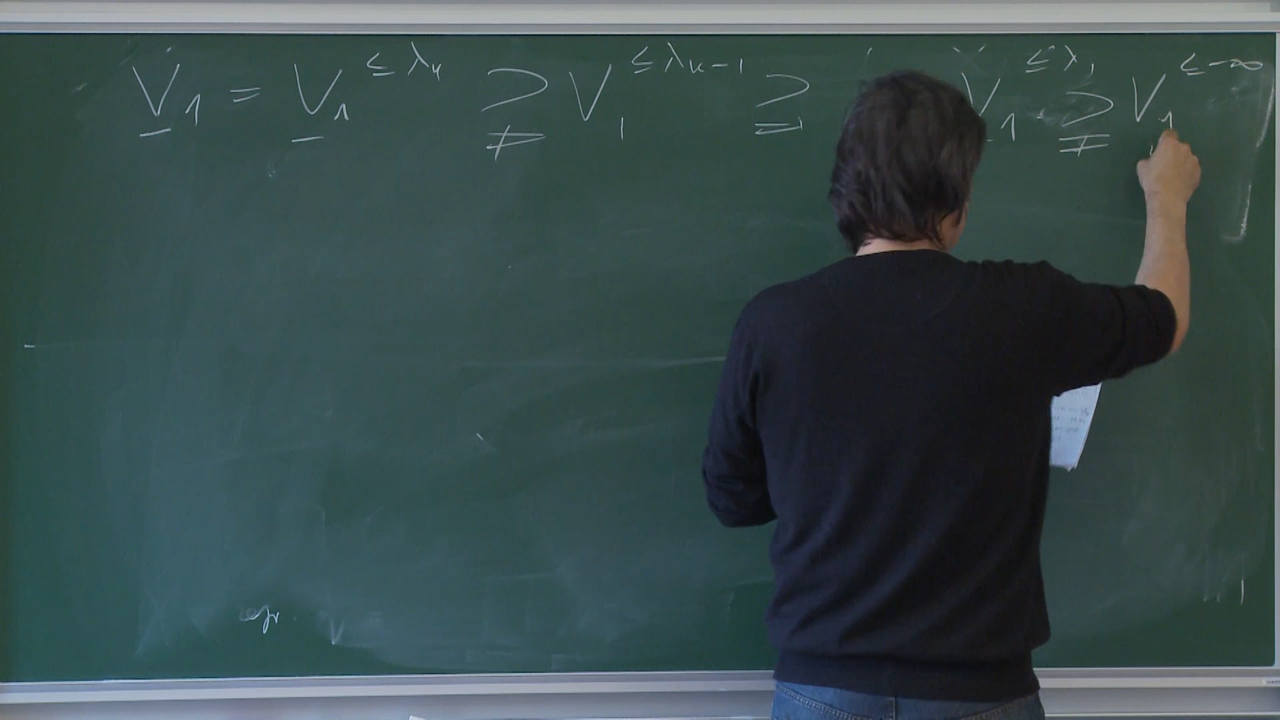 V₁ = V₁^{≤ λ_k} ⊋ V₁^{≤ λ_{k-1}} ⊇ V₁^{≤ λ₁} ⊋ V₁^{≤ -∞}